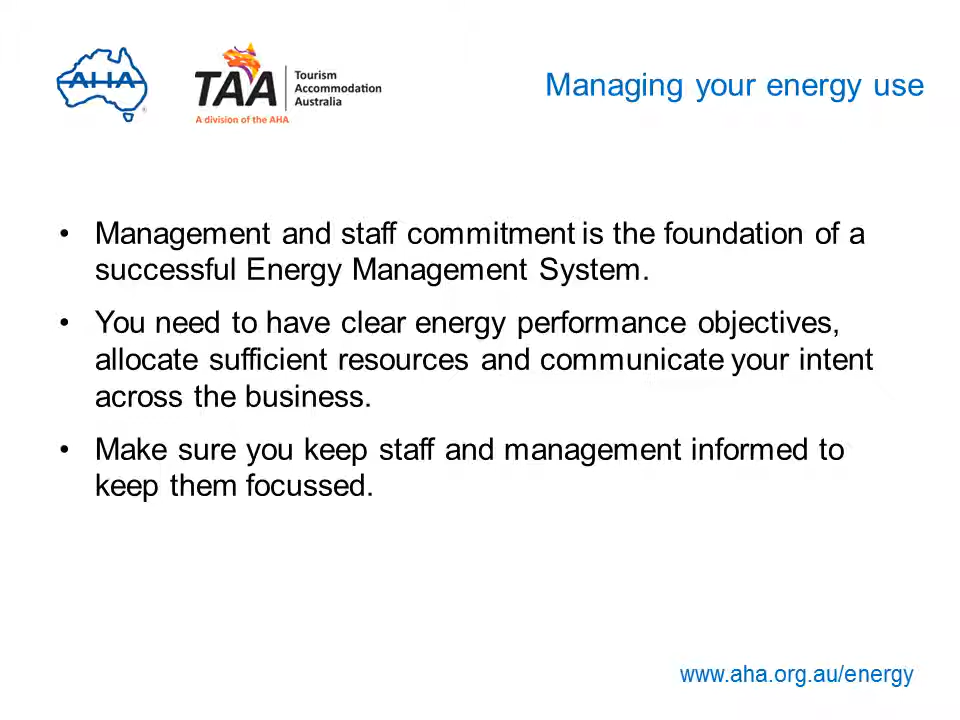 AHA
TAA
Tourism
Accommodation
Australia
A division of the AHA
Managing your energy use
• Management and staff commitment is the foundation of a
successful Energy Management System.
• You need to have clear energy performance objectives,
allocate sufficient resources and communicate your intent
across the business.
• Make sure you keep staff and management informed to
keep them focussed.
www.aha.org.au/energy